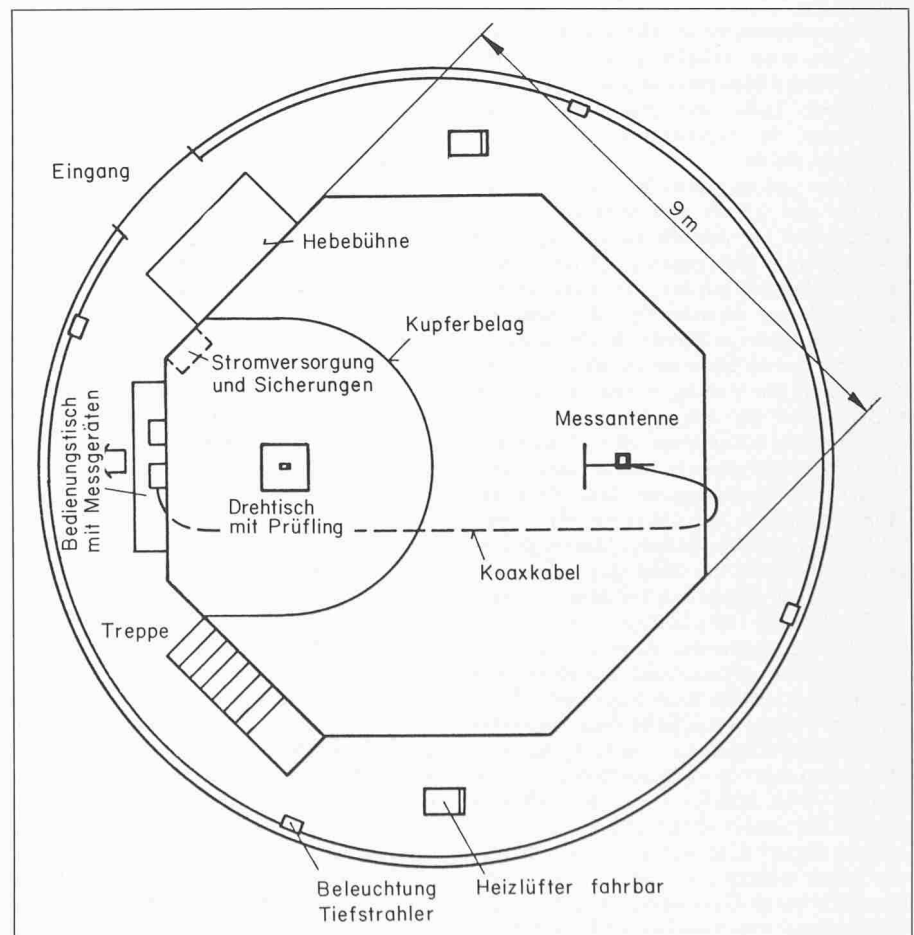 9 m
Eingang
Hebebühne
Kupferbelag
Stromversorgung
und Sicherungen
Messantenne
Bedienungstisch
mit Messgeräten
Drehtisch
mit Prüfling
Koaxkabel
Treppe
Beleuchtung
Tiefstrahler
Heizlüfter fahrbar